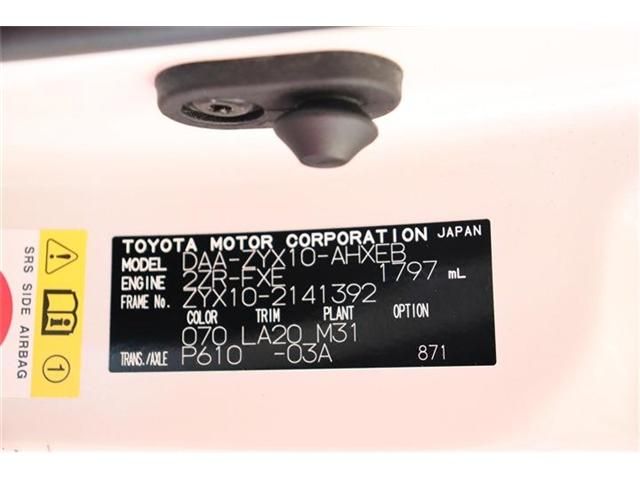 TOYOTA MOTOR CORPORATION JAPAN
MODEL DAA-ZYX10-AHXEB
ENGINE 2ZR-FXE 1797 mL
FRAME No. ZYX10-2141392
COLOR TRIM PLANT OPTION
070 LA20 M31
TRANS./AXLE P610 -03A 871
SRS SIDE AIRBAG
1